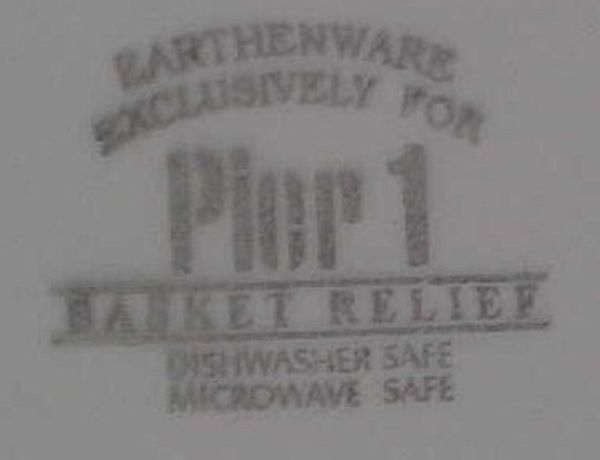 EARTHENWARE
EXCLUSIVELY FOR
Pier 1
BASKET RELIEF
DISHWASHER SAFE
MICROWAVE SAFE